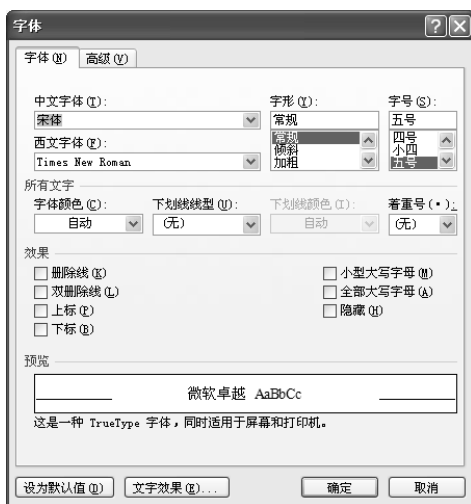 字体
字体(N) 高级(V)
中文字体(T): 字形(Y): 字号(S):
宋体 常规 五号
西文字体(F): 常规 四号
Times New Roman 倾斜 小四
加粗 五号
所有文字
字体颜色(C): 下划线线型(U): 下划线颜色(I): 着重号(·):
自动 (无) 自动 (无)
效果
删除线(K) 小型大写字母(M)
双删除线(L) 全部大写字母(A)
上标(P) 隐藏(H)
下标(B)
预览
微软卓越 AaBbCc
这是一种 TrueType 字体，同时适用于屏幕和打印机。
设为默认值(D) 文字效果(E)... 确定 取消